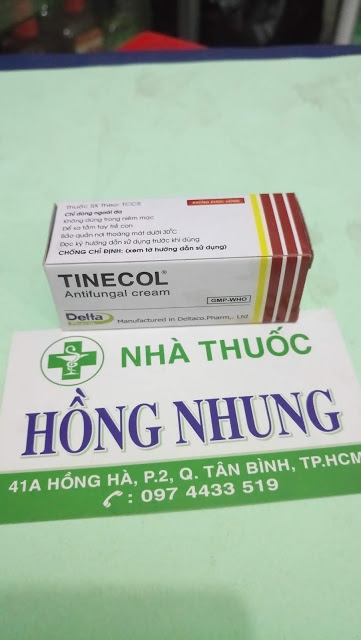 Thuốc SX Theo: TCCS
Chỉ dùng ngoài da
Không dùng trong niêm mạc
Để xa tầm tay trẻ con
Bảo quản nơi thoáng mát dưới 30°C
Đọc kỹ hướng dẫn sử dụng trước khi dùng
CHỐNG CHỈ ĐỊNH: (xem tờ hướng dẫn sử dụng)
TINECOL®
Antifungal cream
GMP-WHO
Delta
Manufactured in Deltaco.Pharm,. Ltd
NHÀ THUỐC
HỒNG NHUNG
41A HỒNG HÀ, P.2, Q. TÂN BÌNH, TP.HCM
: 097 4433 519